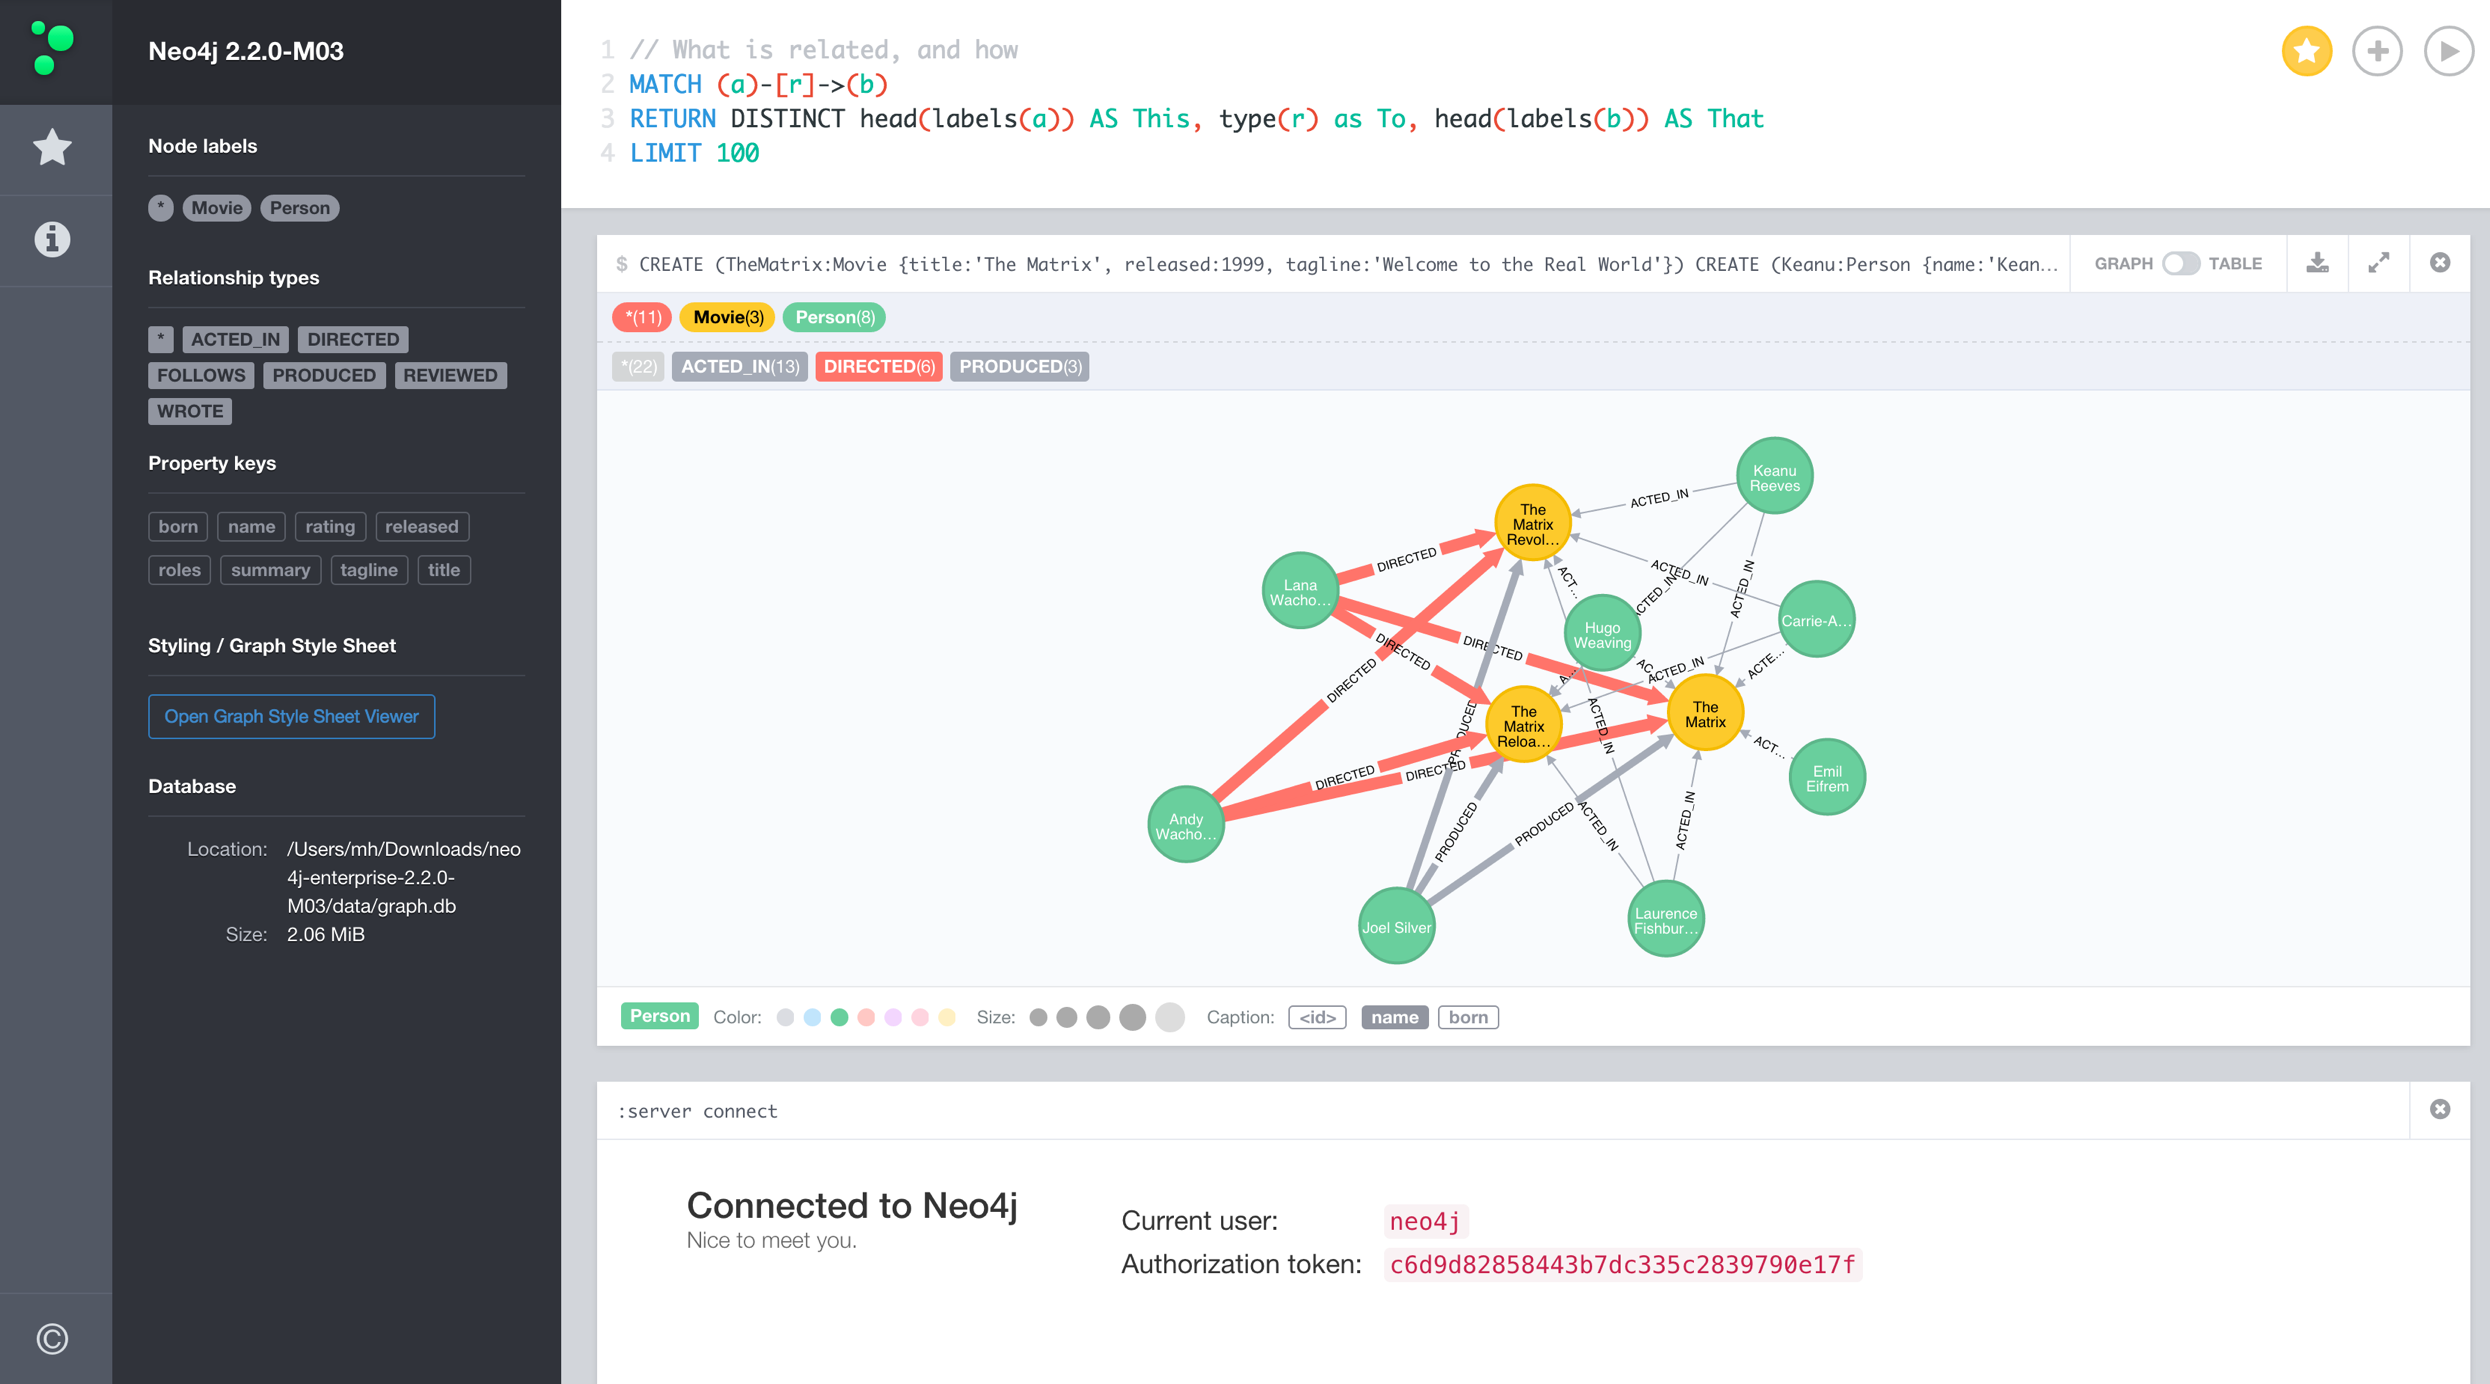 Neo4j 2.2.0-M03
Node labels
* Movie Person
Relationship types
* ACTED_IN DIRECTED
FOLLOWS PRODUCED REVIEWED
WROTE
Property keys
born name rating released
roles summary tagline title
Styling / Graph Style Sheet
Open Graph Style Sheet Viewer
Database
Location: /Users/mh/Downloads/neo
4j-enterprise-2.2.0-
M03/data/graph.db
Size: 2.06 MiB
©
1 // What is related, and how
2 MATCH (a)-[r]->(b)
3 RETURN DISTINCT head(labels(a)) AS This, type(r) as To, head(labels(b)) AS That
4 LIMIT 100
$ CREATE (TheMatrix:Movie {title:'The Matrix', released:1999, tagline:'Welcome to the Real World'}) CREATE (Keanu:Person {name:'Kean...
GRAPH TABLE
*(11) Movie(3) Person(8)
*(22) ACTED_IN(13) DIRECTED(6) PRODUCED(3)
Keanu
Reeves
ACTED_IN
The
Matrix
Revol...
DIRECTED
ACTED_IN
ACT...
ACTED_IN
Lana
Wacho...
CTED_IN
Carrie-A...
Hugo
Weaving
DIRECTED
DIRECTED
ACTE...
AC...
ACTED_IN
A...
DIRECTED
The
Matrix
The
Matrix
Reloa...
PRODUCED
ACTED_IN
ACT...
DIRECTED
DIRECTED
Emil
Eifrem
Andy
Wacho...
PRODUCED
PRODUCED
ACTED_IN
ACTED_IN
Joel Silver
Laurence
Fishbur...
Person Color: Size: Caption: <id> name born
:server connect
Connected to Neo4j
Nice to meet you.
Current user: neo4j
Authorization token: c6d9d82858443b7dc335c2839790e17f